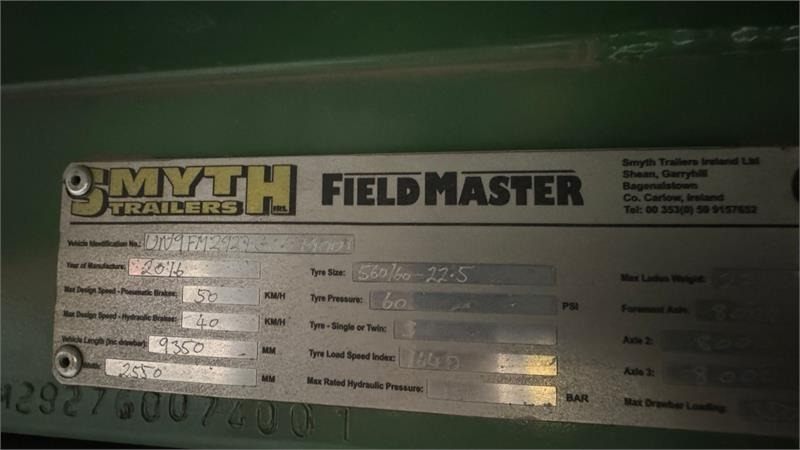 SMYTH
TRAILERS IRL
FIELDMASTER
Smyth Trailers Ireland Ltd
Shean, Garryhill
Bagenalstown
Co. Carlow, Ireland
Tel: 00 353(0) 59 9157652
Vehicle Identification No.:
Year of Manufacture: 2016
Max Design Speed - Pneumatic Brakes: 50 KM/H
Max Design Speed - Hydraulic Brakes: 40 KM/H
Vehicle Length (inc drawbar): 9350 MM
2550 MM
Tyre Size: 560/60-22.5
Tyre Pressure: 60 PSI
Tyre - Single or Twin: S
Tyre Load Speed Index:
Max Rated Hydraulic Pressure: BAR
Max Laden Weight:
Foremost Axle:
Axle 2:
Axle 3:
Max Drawbar Loading: